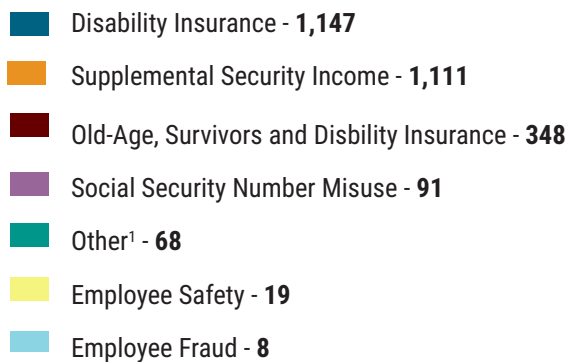 Disability Insurance - 1,147
Supplemental Security Income - 1,111
Old-Age, Survivors and Disbility Insurance - 348
Social Security Number Misuse - 91
Other¹ - 68
Employee Safety - 19
Employee Fraud - 8